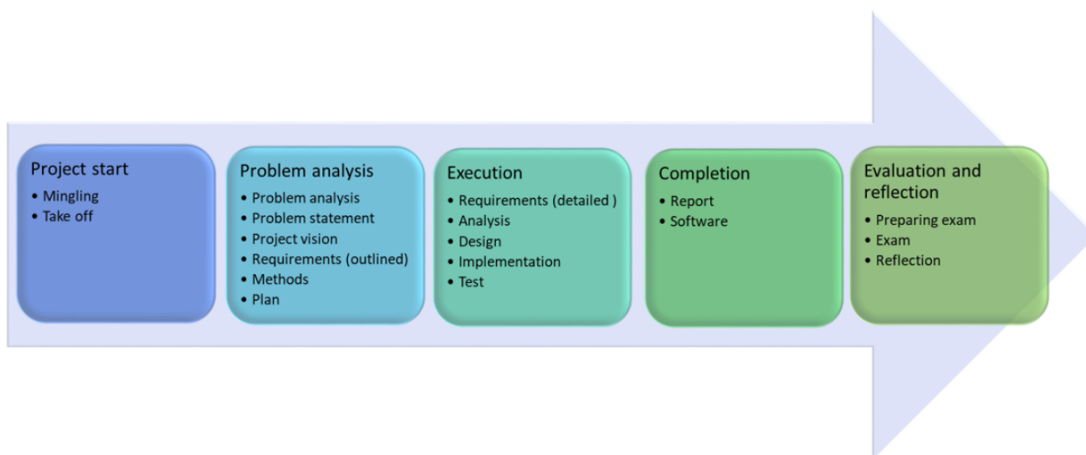 Project start
• Mingling
• Take off
Problem analysis
• Problem analysis
• Problem statement
• Project vision
• Requirements (outlined)
• Methods
• Plan
Execution
• Requirements (detailed )
• Analysis
• Design
• Implementation
• Test
Completion
• Report
• Software
Evaluation and
reflection
• Preparing exam
• Exam
• Reflection